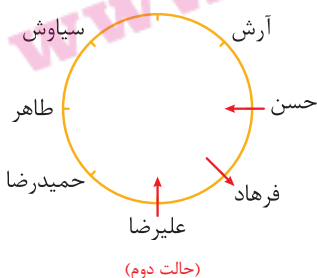 آرش
سیاوش
حسن
طاهر
فرهاد
حمیدرضا
علیرضا
(حالت دوم)